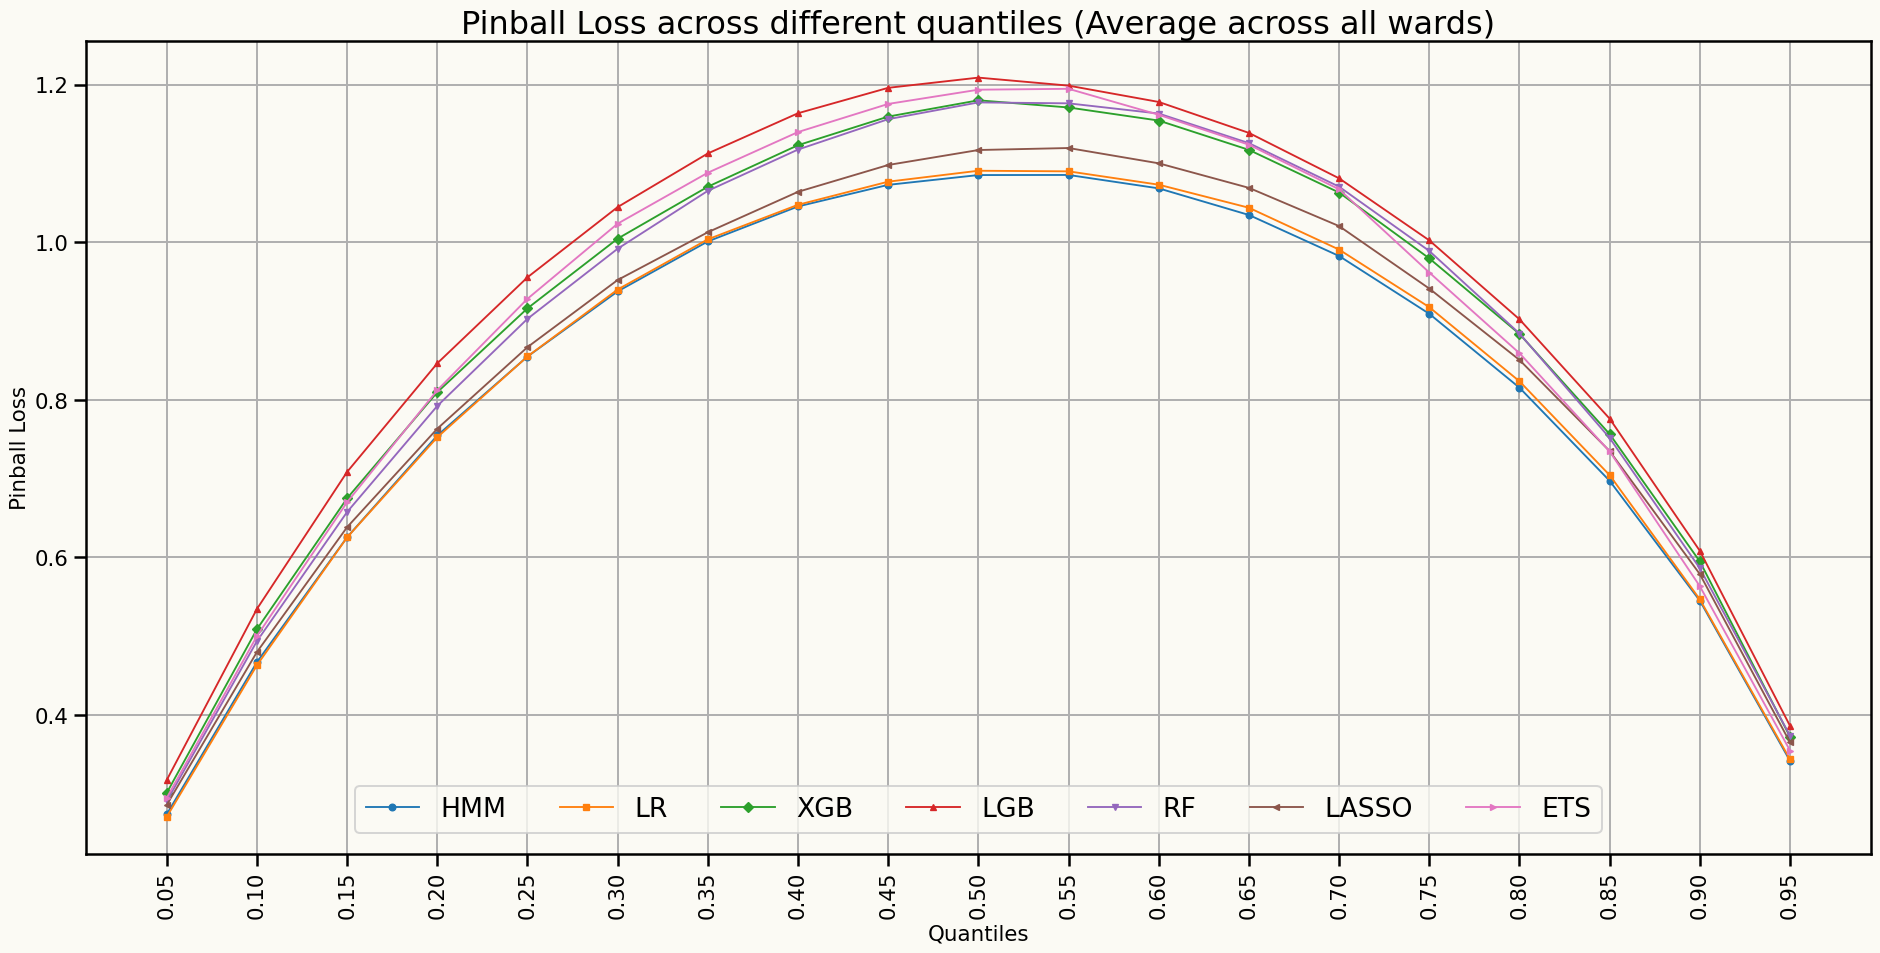 Pinball Loss across different quantiles (Average across all wards)
Pinball Loss
1.2
1.0
0.8
0.6
0.4
HMM LR XGB LGB RF LASSO ETS
0.05 0.10 0.15 0.20 0.25 0.30 0.35 0.40 0.45 0.50 0.55 0.60 0.65 0.70 0.75 0.80 0.85 0.90 0.95
Quantiles